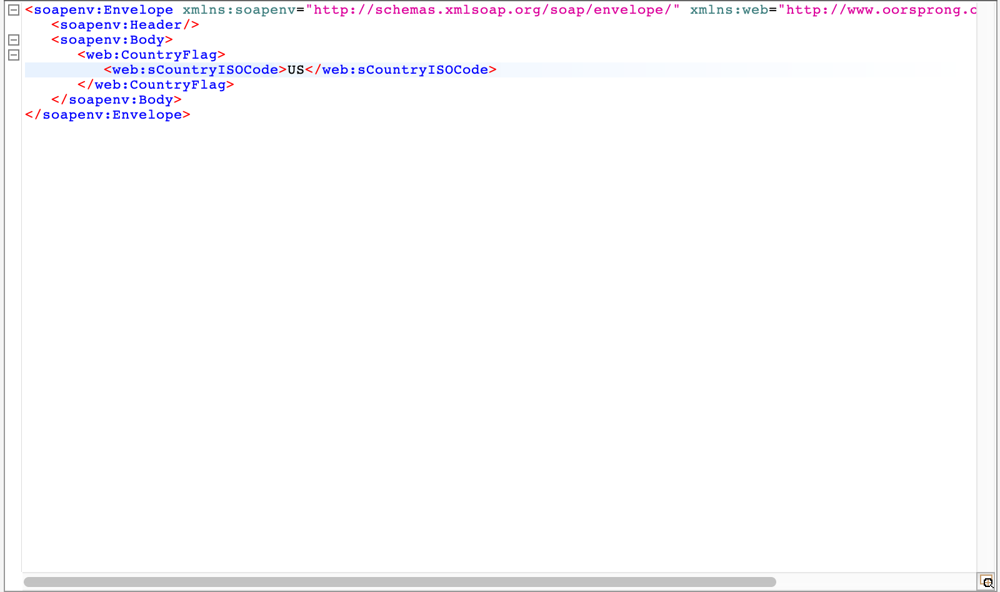 <soapenv:Envelope xmlns:soapenv="http://schemas.xmlsoap.org/soap/envelope/" xmlns:web="http://www.oorsprong.
<soapenv:Header/>
<soapenv:Body>
<web:CountryFlag>
<web:sCountryISOCode>US</web:sCountryISOCode>
</web:CountryFlag>
</soapenv:Body>
</soapenv:Envelope>